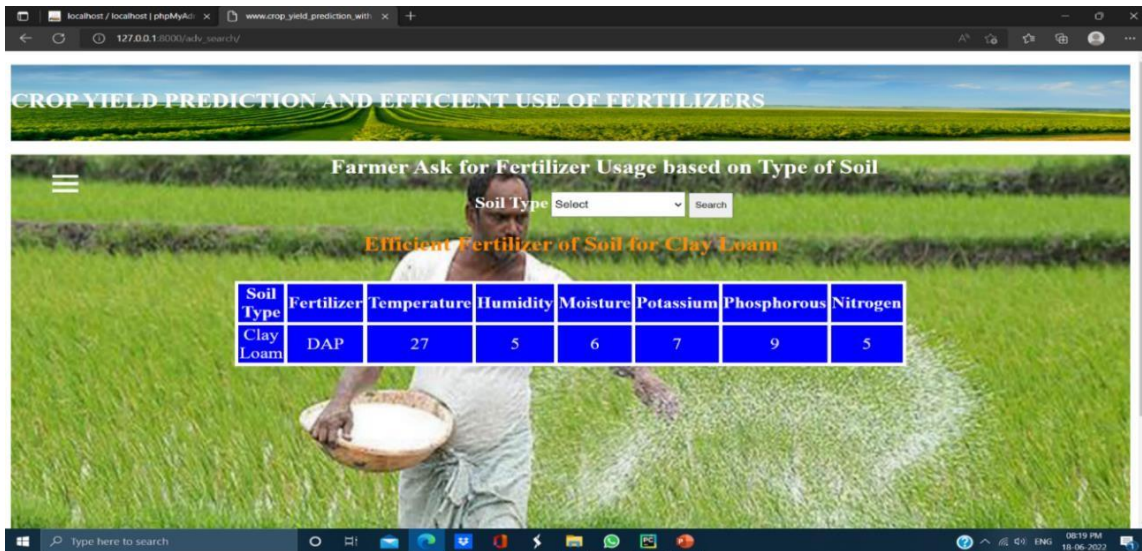 localhost / localhost | phpMyAd
www.crop_yield_prediction_with
127.0.0.1:8000/adv_search/
CROP YIELD PREDICTION AND EFFICIENT USE OF FERTILIZERS
Farmer Ask for Fertilizer Usage based on Type of Soil
Soil Type Select Search
Efficient Fertilizer of Soil for Clay Loam
Soil Type Fertilizer Temperature Humidity Moisture Potassium Phosphorous Nitrogen
Clay Loam DAP 27 5 6 7 9 5
Type here to search
ENG
08:19 PM
18-06-2022